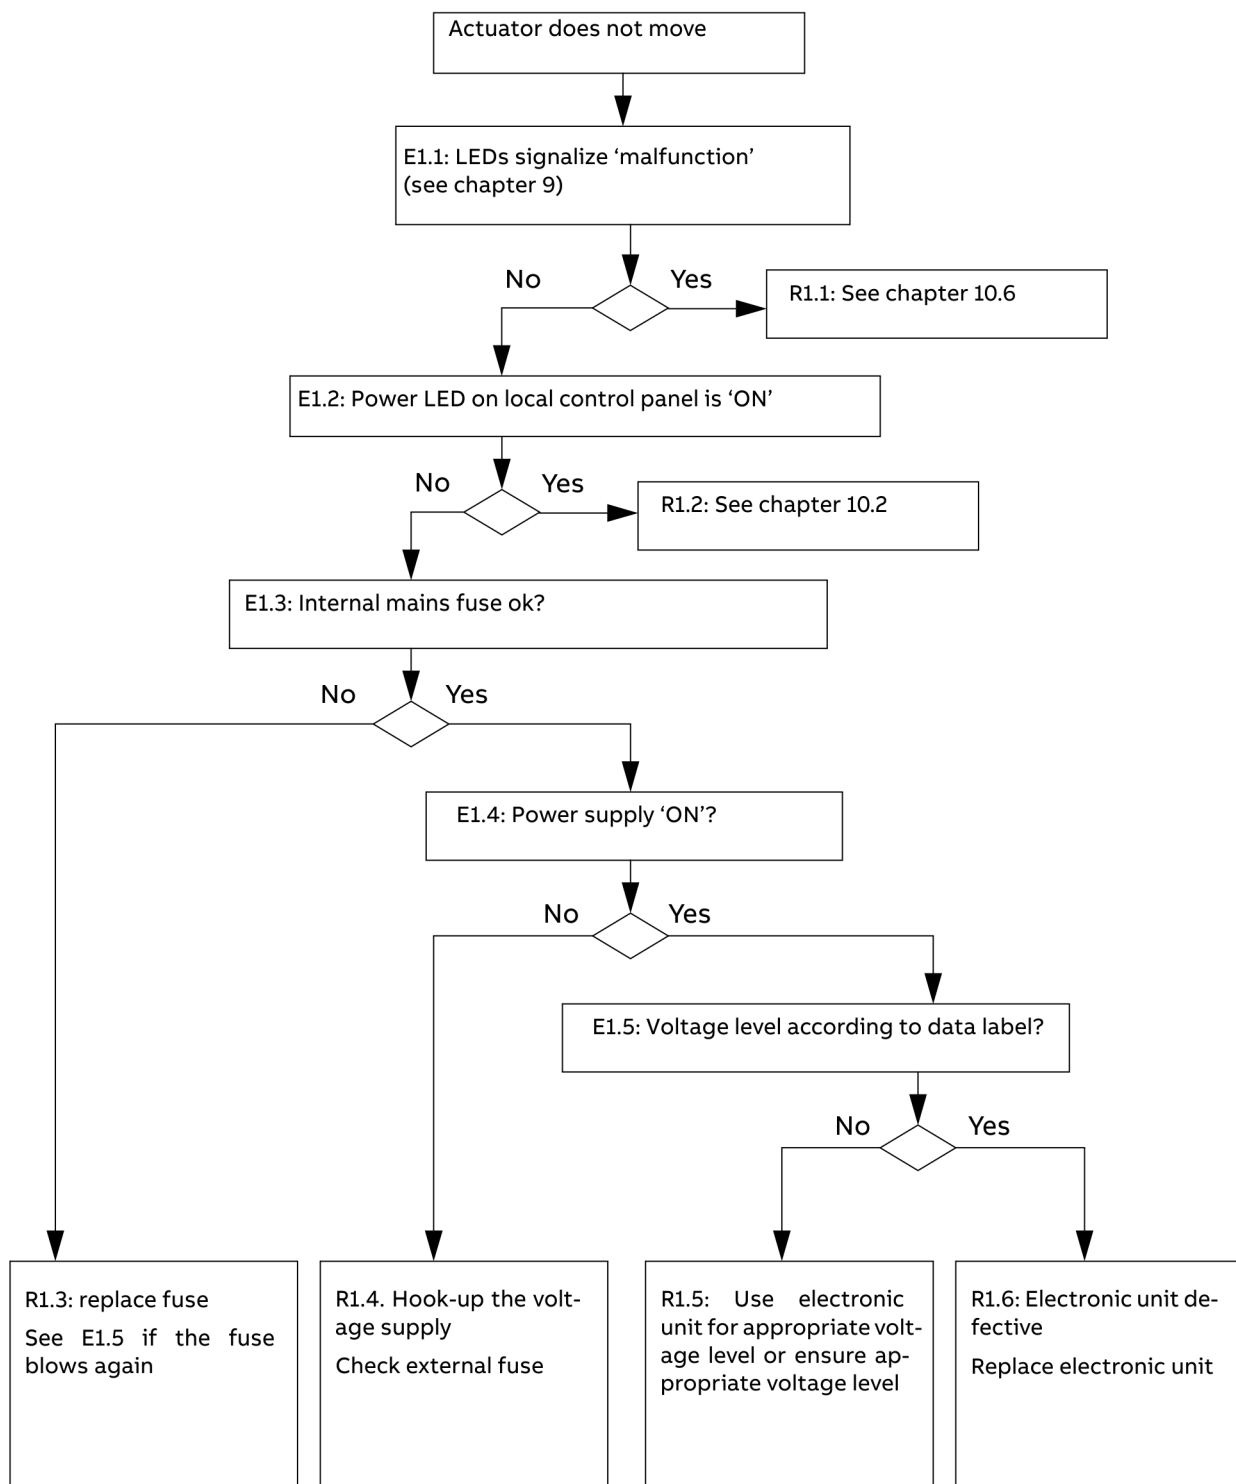 Actuator does not move
E1.1: LEDs signalize ‘malfunction’
(see chapter 9)
No
Yes
R1.1: See chapter 10.6
E1.2: Power LED on local control panel is ‘ON’
No
Yes
R1.2: See chapter 10.2
E1.3: Internal mains fuse ok?
No
Yes
E1.4: Power supply ‘ON’?
No
Yes
E1.5: Voltage level according to data label?
No
Yes
R1.3: replace fuse
See E1.5 if the fuse
blows again
R1.4. Hook-up the volt-
age supply
Check external fuse
R1.5: Use electronic
unit for appropriate volt-
age level or ensure ap-
propriate voltage level
R1.6: Electronic unit de-
fective
Replace electronic unit